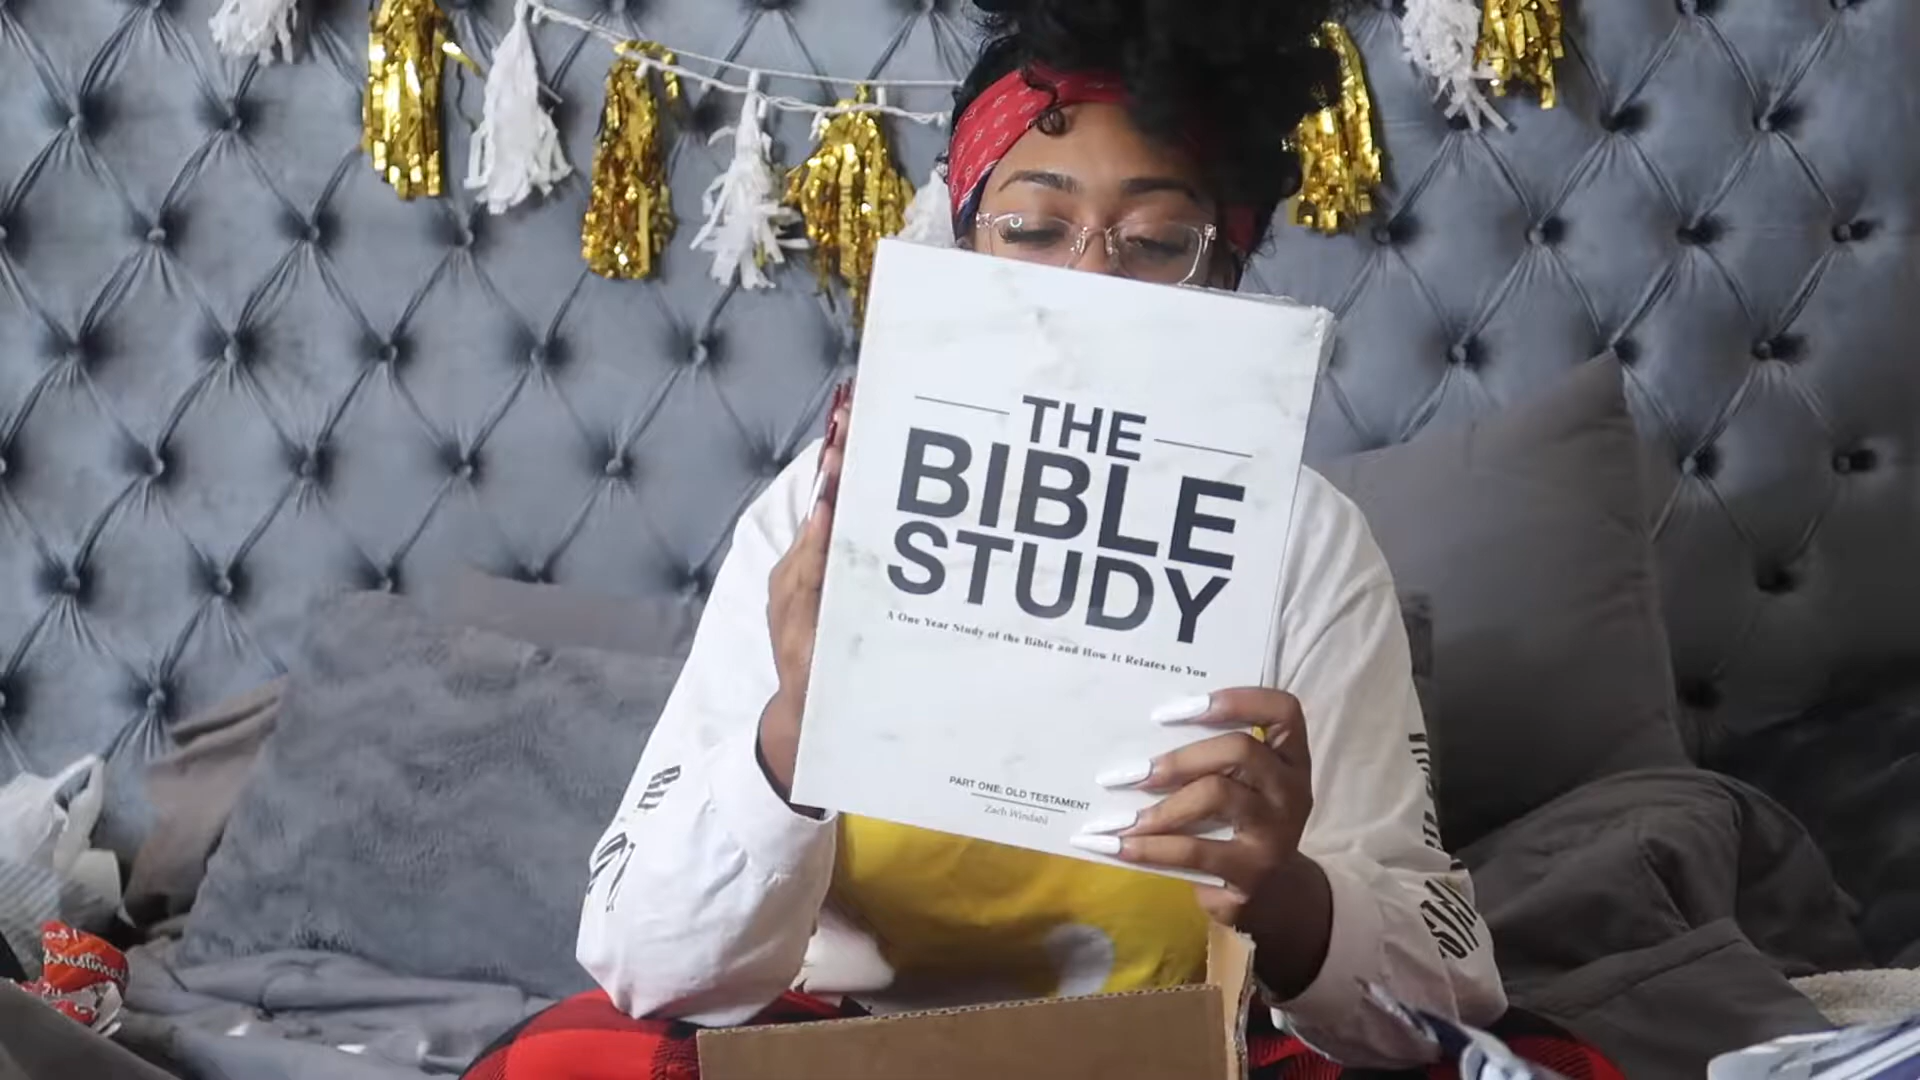 THE
BIBLE
STUDY
A One Year Study of the Bible and How It Relates to You
PART ONE: OLD TESTAMENT
Zach Windahl